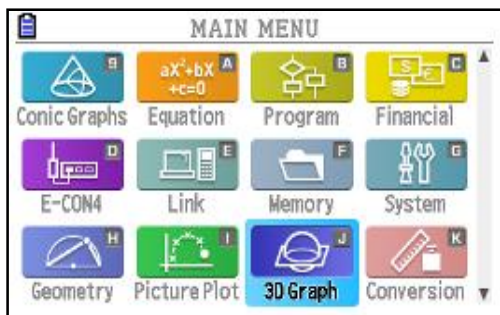 MAIN MENU
9 A B C
aX²+bX
+c=0
S €
Conic Graphs Equation Program Financial
D E F G
E-CON4 Link Memory System
H I J K
Geometry Picture Plot 3D Graph Conversion